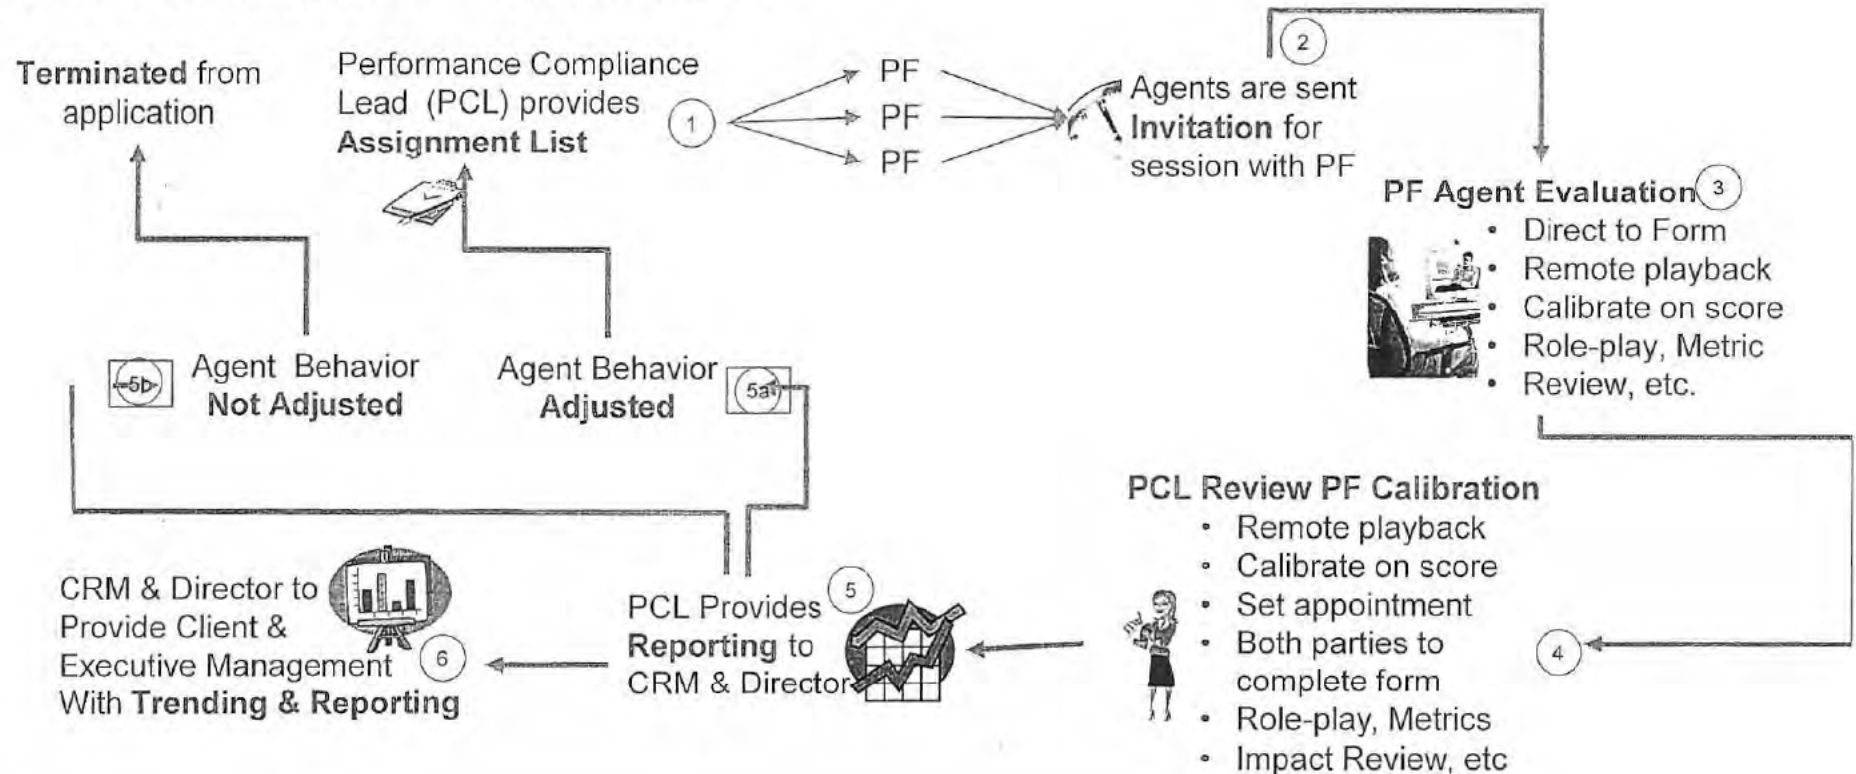 Terminated from
application
Performance Compliance
Lead (PCL) provides
Assignment List
1
PF
PF
PF
2
Agents are sent
Invitation for
session with PF
PF Agent Evaluation
3
• Direct to Form
• Remote playback
• Calibrate on score
• Role-play, Metric
• Review, etc.
5b
Agent Behavior
Not Adjusted
Agent Behavior
Adjusted
5a
PCL Review PF Calibration
• Remote playback
• Calibrate on score
• Set appointment
• Both parties to
complete form
• Role-play, Metrics
• Impact Review, etc
4
5
PCL Provides
Reporting to
CRM & Director
CRM & Director to
Provide Client &
Executive Management
With Trending & Reporting
6